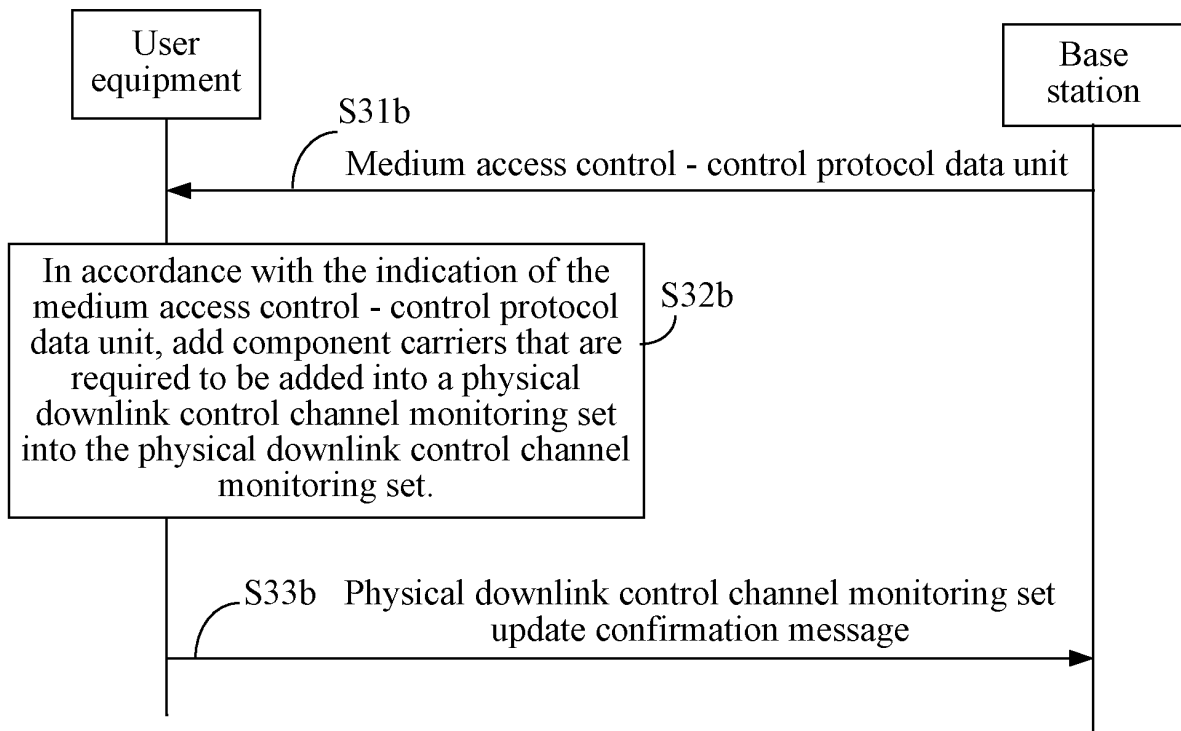 User
equipment
Base
station
S31b
Medium access control - control protocol data unit
In accordance with the indication of the
medium access control - control protocol
data unit, add component carriers that are
required to be added into a physical
downlink control channel monitoring set
into the physical downlink control channel
monitoring set.
S32b
S33b
Physical downlink control channel monitoring set
update confirmation message